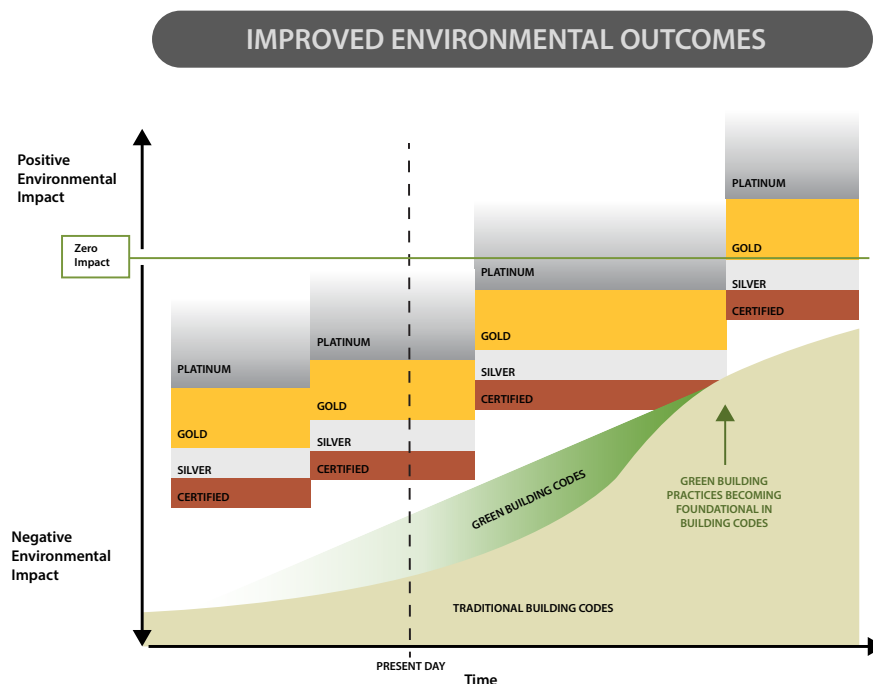 IMPROVED ENVIRONMENTAL OUTCOMES
Positive
Environmental
Impact
Zero
Impact
Negative
Environmental
Impact
PLATINUM
GOLD
SILVER
CERTIFIED
PLATINUM
GOLD
SILVER
CERTIFIED
PLATINUM
GOLD
SILVER
CERTIFIED
PLATINUM
GOLD
SILVER
CERTIFIED
GREEN BUILDING CODES
GREEN BUILDING
PRACTICES BECOMING
FOUNDATIONAL IN
BUILDING CODES
TRADITIONAL BUILDING CODES
PRESENT DAY
Time